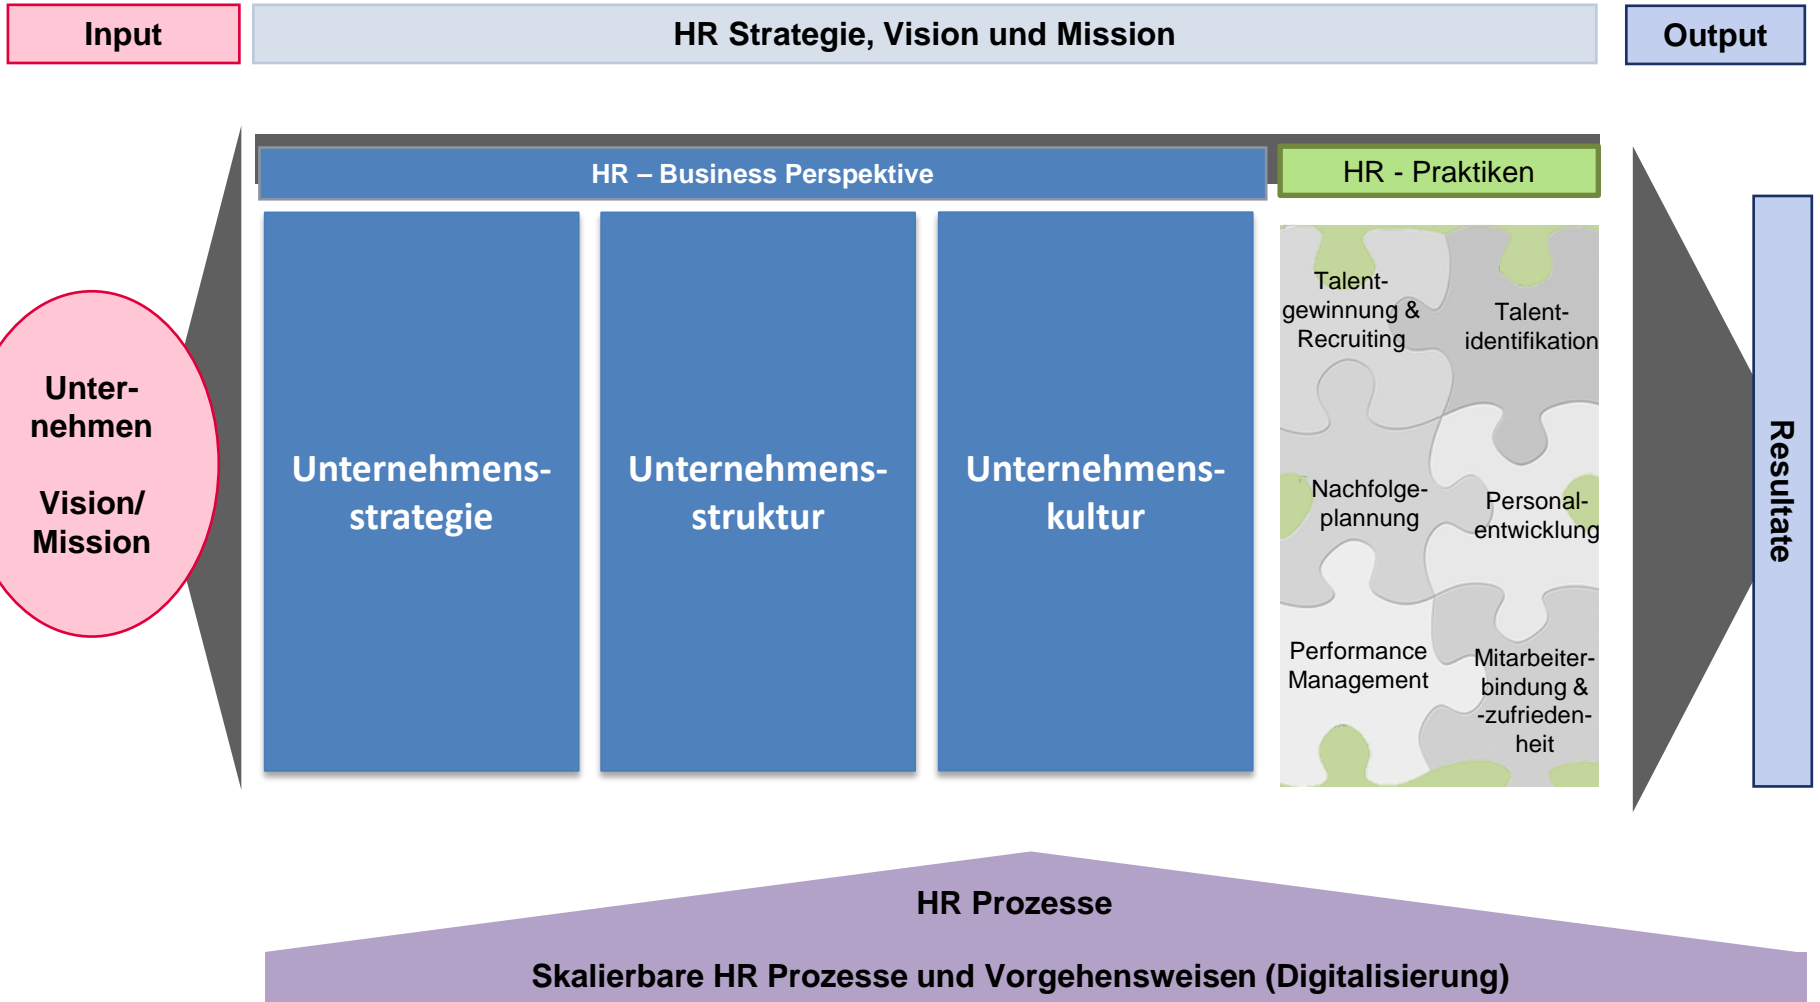 Input
HR Strategie, Vision und Mission
Output
HR – Business Perspektive
HR - Praktiken
Unter-
nehmen
Vision/
Mission
Unternehmens-
strategie
Unternehmens-
struktur
Unternehmens-
kultur
Talent-
gewinnung &
Recruiting
Talent-
identifikation
Nachfolge-
plannung
Personal-
entwicklung
Performance
Management
Mitarbeiter-
bindung &
-zufrieden-
heit
Resultate
HR Prozesse
Skalierbare HR Prozesse und Vorgehensweisen (Digitalisierung)